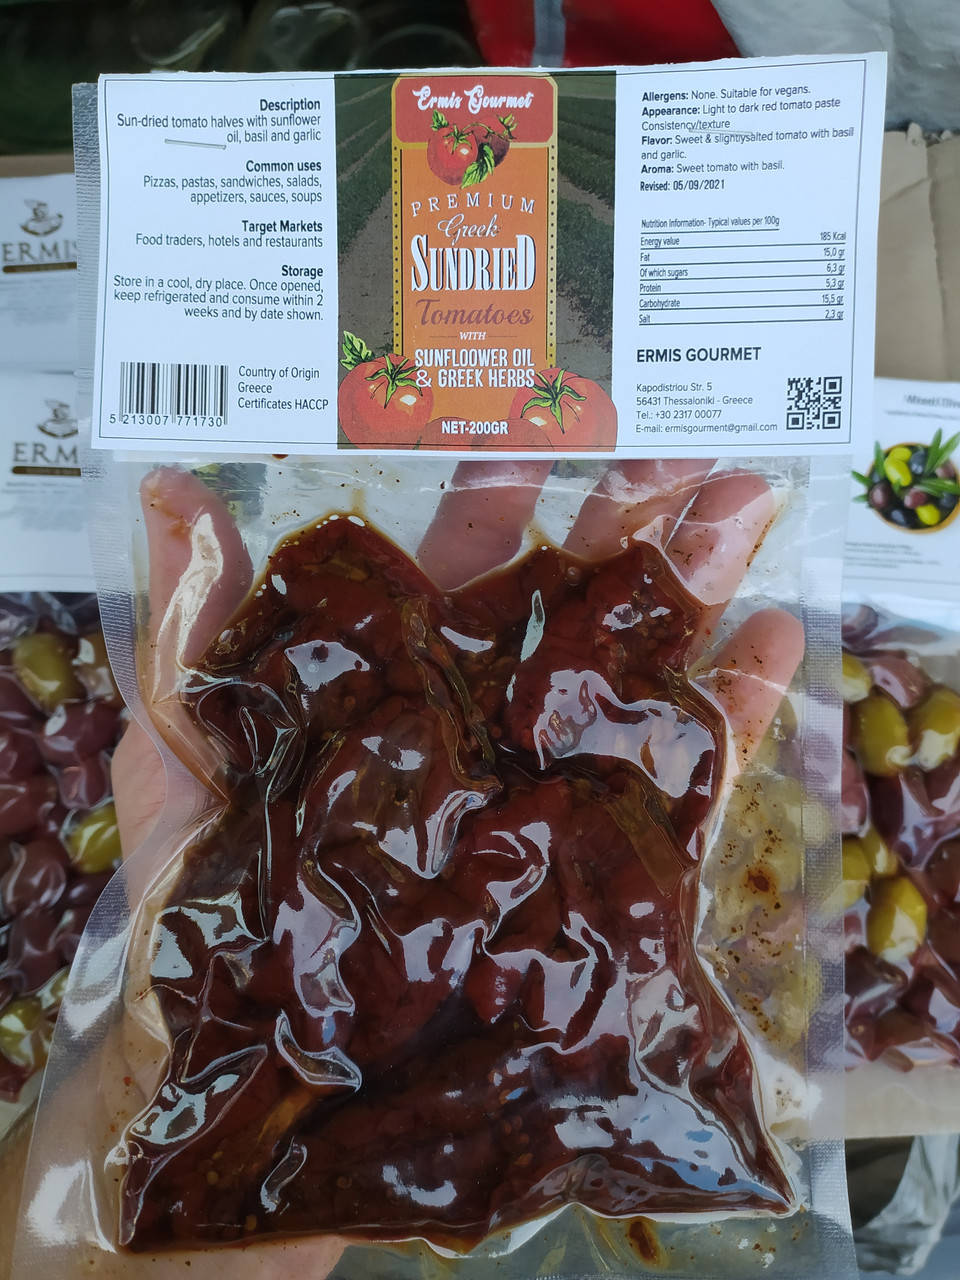 Description
Sun-dried tomato halves with sunflower
oil, basil and garlic
Common uses
Pizzas, pastas, sandwiches, salads,
appetizers, sauces, soups
Target Markets
Food traders, hotels and restaurants
Storage
Store in a cool, dry place. Once opened,
keep refrigerated and consume within 2
weeks and by date shown.
5 213007 771730
Country of Origin
Greece
Certificates HACCP
Ermis Gourmet
PREMIUM
Greek
SUNDRIED
Tomatoes
WITH
SUNFLOOWER OIL
& GREEK HERBS
NET-200GR
Allergens: None. Suitable for vegans.
Appearance: Light to dark red tomato paste
Consistency/texture
Flavor: Sweet & slightlysalted tomato with basil
and garlic.
Aroma: Sweet tomato with basil.
Revised: 05/09/2021
Nutrition Information- Typical values per 100g
Energy value 185 Kcal
Fat 15,0 gr
Of which sugars 6,3 gr
Protein 5,3 gr
Carbohydrate 15,5 gr
Salt 2,3 gr
ERMIS GOURMET
Kapodistriou Str. 5
56431 Thessaloniki - Greece
Tel.: +30 2317 00077
E-mail: ermisgourment@gmail.com
ERMIS
ERM